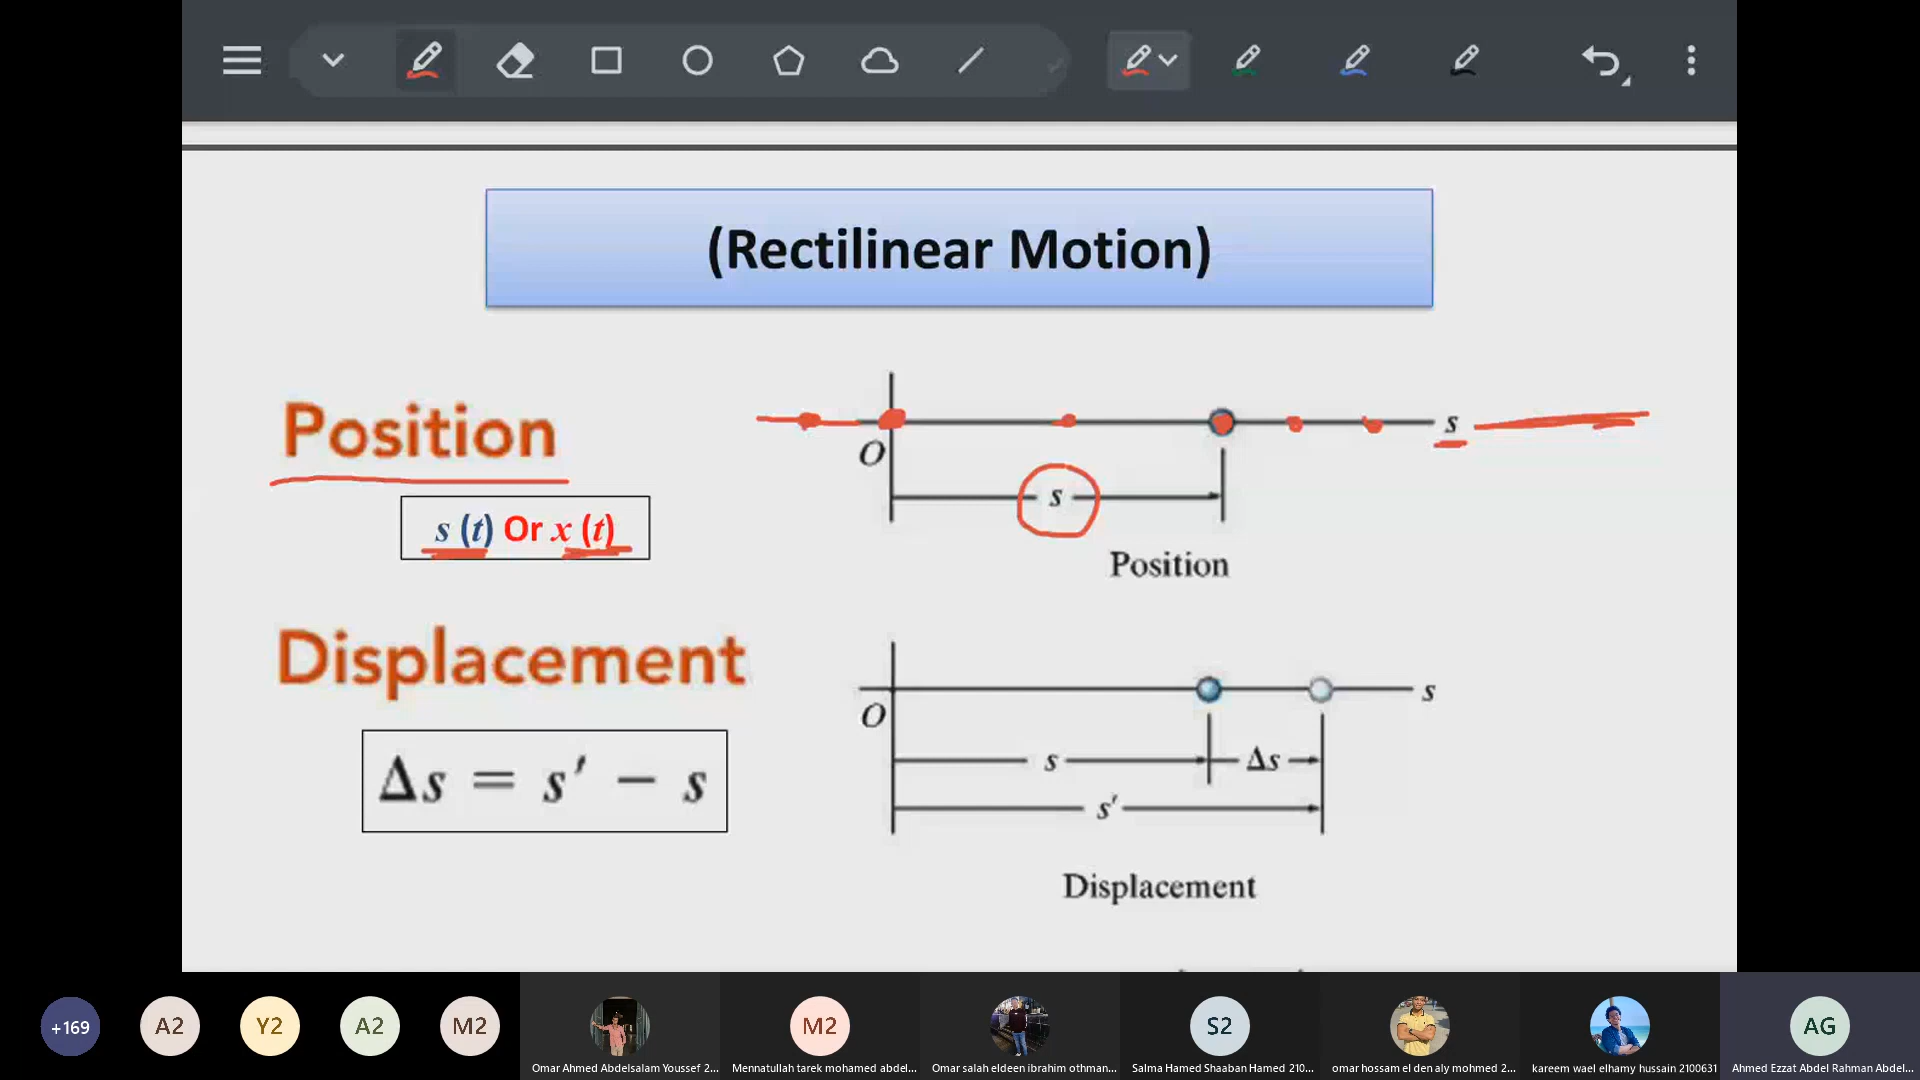 (Rectilinear Motion)
Position
s (t) Or x (t)
O
s
s
Position
Displacement
Δs = s′ − s
O
s
s
Δs
s′
Displacement
+169
A2
Y2
A2
M2
M2
S2
AG
Omar Ahmed Abdelsalam Youssef 2...
Mennatullah tarek mohamed abdel...
Omar salah eldeen ibrahim othman...
Salma Hamed Shaaban Hamed 210...
omar hossam el den aly mohmed 2...
kareem wael elhamy hussain 2100631
Ahmed Ezzat Abdel Rahman Abdel...